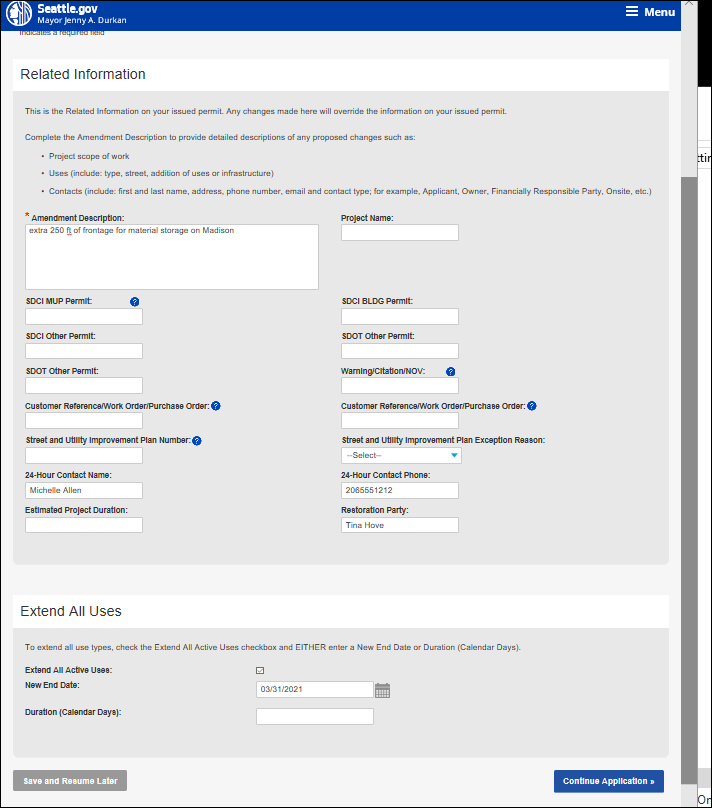 Seattle.gov
Mayor Jenny A. Durkan
Menu
indicates a required field
Related Information
This is the Related Information on your issued permit. Any changes made here will override the information on your issued permit.
Complete the Amendment Description to provide detailed descriptions of any proposed changes such as:
• Project scope of work
• Uses (include: type, street, addition of uses or infrastructure)
• Contacts (include: first and last name, address, phone number, email and contact type; for example, Applicant, Owner, Financially Responsible Party, Onsite, etc.)
* Amendment Description:
Project Name:
extra 250 ft of frontage for material storage on Madison
SDCI MUP Permit: ?
SDCI BLDG Permit:
SDCI Other Permit:
SDOT Other Permit:
SDOT Other Permit:
Warning/Citation/NOV: ?
Customer Reference/Work Order/Purchase Order: ?
Customer Reference/Work Order/Purchase Order: ?
Street and Utility Improvement Plan Number: ?
Street and Utility Improvement Plan Exception Reason:
--Select--
24-Hour Contact Name:
24-Hour Contact Phone:
Michelle Allen
2065551212
Estimated Project Duration:
Restoration Party:
Tina Hove
Extend All Uses
To extend all use types, check the Extend All Active Uses checkbox and EITHER enter a New End Date or Duration (Calendar Days).
Extend All Active Uses:
New End Date:
03/31/2021
Duration (Calendar Days):
Save and Resume Later
Continue Application »